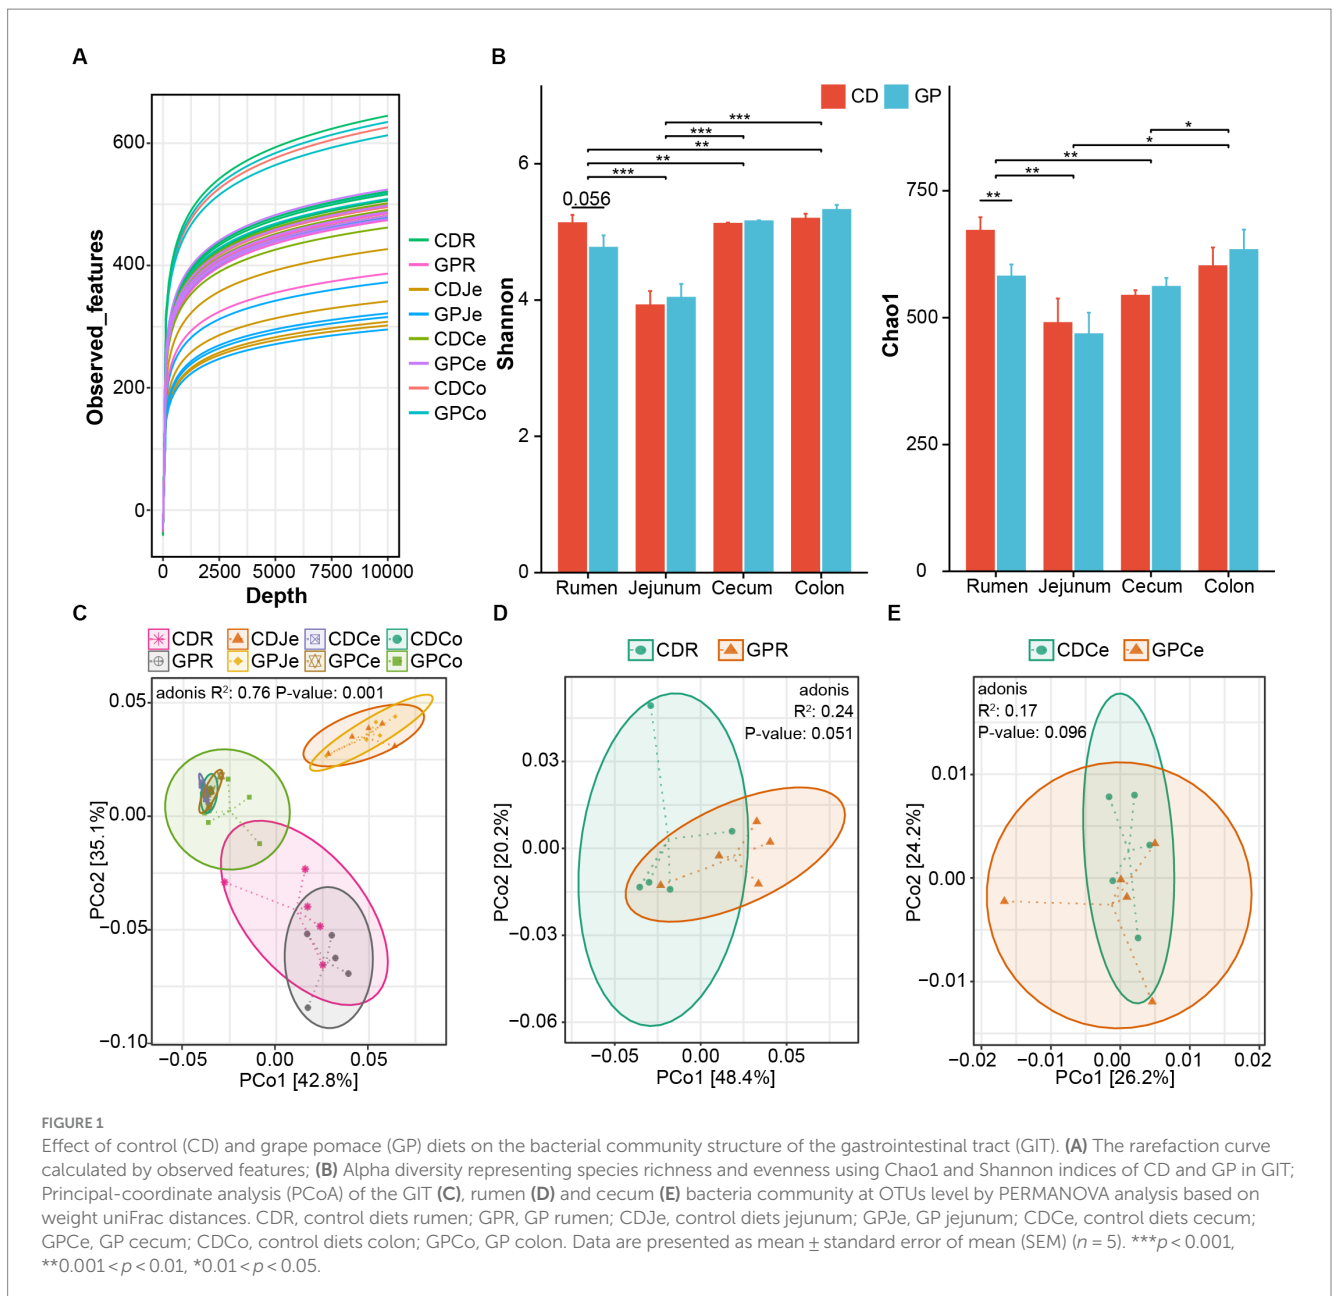 A
Observed_features
600
400
200
0
0 2500 5000 7500 10000
Depth
CDR
GPR
CDJe
GPJe
CDCe
GPCe
CDCo
GPCo
B
CD GP
Shannon
6
4
2
0
0.056
***
**
**
***
***
Rumen Jejunum Cecum Colon
Chao1
750
500
250
0
**
**
**
*
*
Rumen Jejunum Cecum Colon
C
CDR CDJe CDCe CDCo
GPR GPJe GPCe GPCo
adonis R²: 0.76 P-value: 0.001
PCo2 [35.1%]
0.05
0.00
−0.05
−0.10
−0.05 0.00 0.05
PCo1 [42.8%]
D
CDR GPR
adonis
R²: 0.24
P-value: 0.051
PCo2 [20.2%]
0.03
0.00
−0.03
−0.06
−0.05 0.00 0.05
PCo1 [48.4%]
E
CDCe GPCe
adonis
R²: 0.17
P-value: 0.096
PCo2 [24.2%]
0.01
0.00
−0.01
−0.02 −0.01 0.00 0.01 0.02
PCo1 [26.2%]
FIGURE 1
Effect of control (CD) and grape pomace (GP) diets on the bacterial community structure of the gastrointestinal tract (GIT). (A) The rarefaction curve
calculated by observed features; (B) Alpha diversity representing species richness and evenness using Chao1 and Shannon indices of CD and GP in GIT;
Principal-coordinate analysis (PCoA) of the GIT (C), rumen (D) and cecum (E) bacteria community at OTUs level by PERMANOVA analysis based on
weight uniFrac distances. CDR, control diets rumen; GPR, GP rumen; CDJe, control diets jejunum; GPJe, GP jejunum; CDCe, control diets cecum;
GPCe, GP cecum; CDCo, control diets colon; GPCo, GP colon. Data are presented as mean ± standard error of mean (SEM) (n = 5). ***p < 0.001,
**0.001 < p < 0.01, *0.01 < p < 0.05.